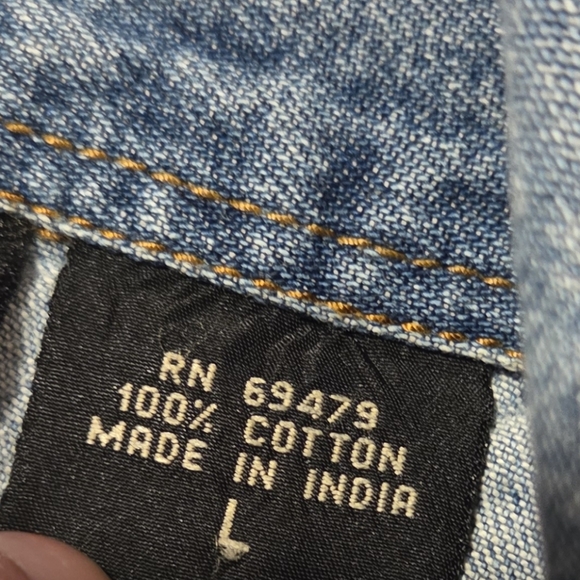 RN 69479
100% COTTON
MADE IN INDIA
L